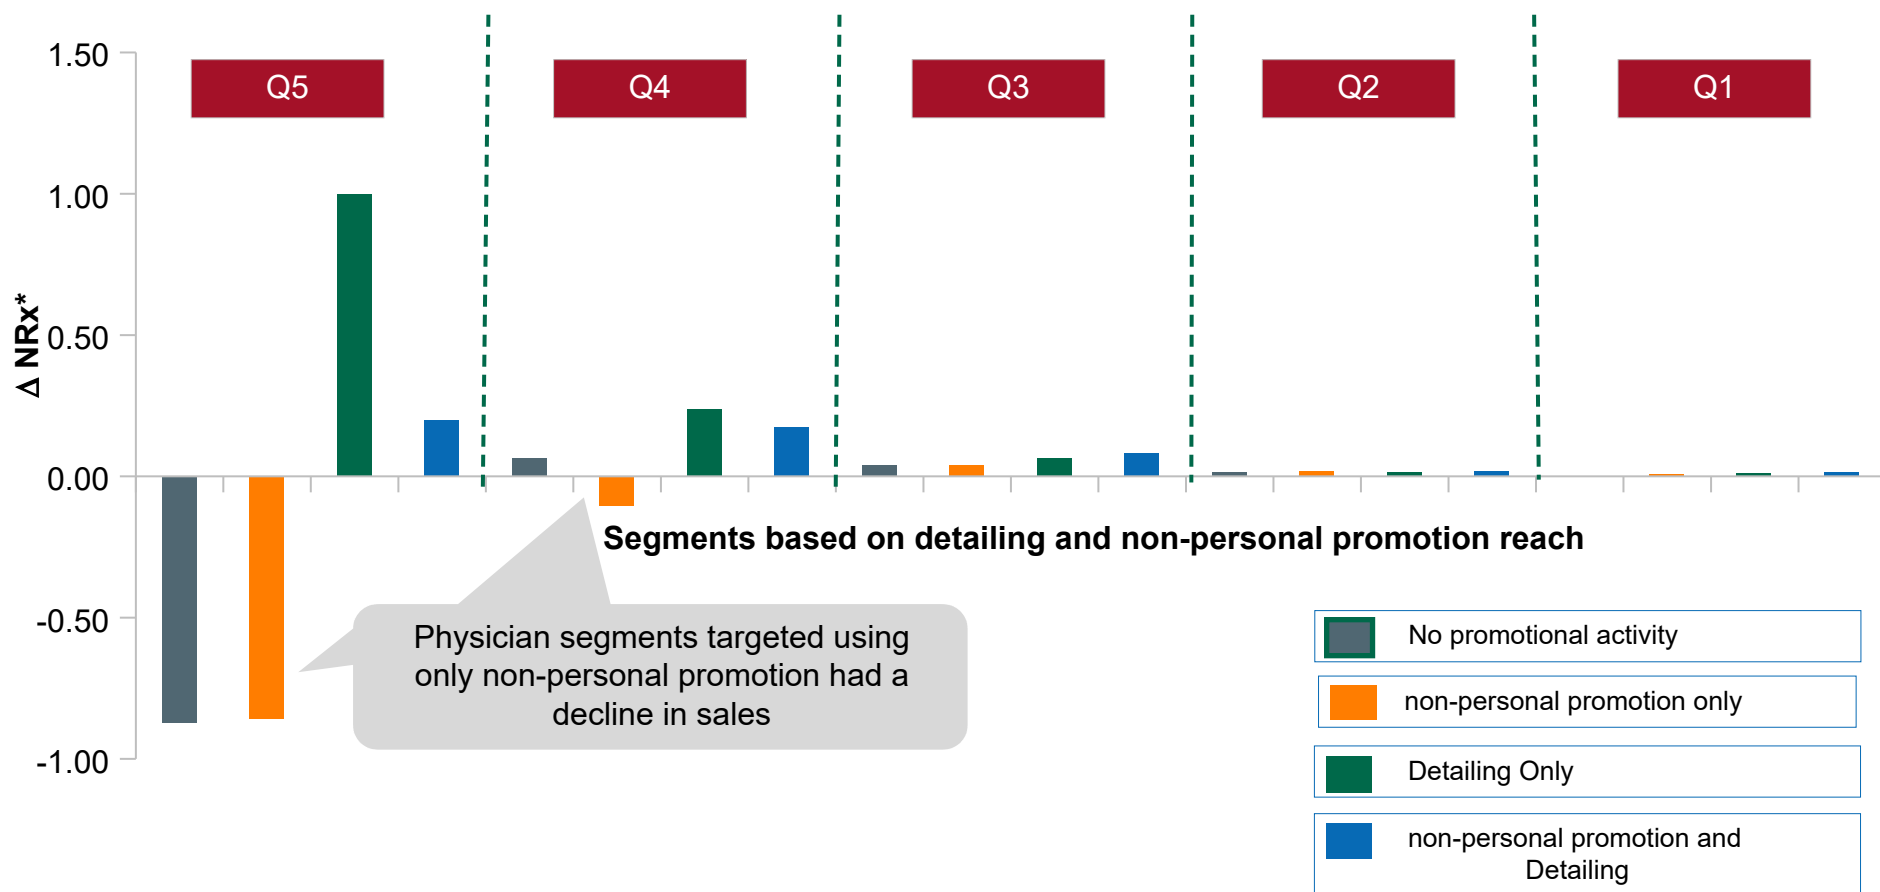 1.50
Q5
Q4
Q3
Q2
Q1
1.00
0.50
Δ NRx*
0.00
Segments based on detailing and non-personal promotion reach
-0.50
Physician segments targeted using
only non-personal promotion had a
decline in sales
-1.00
No promotional activity
non-personal promotion only
Detailing Only
non-personal promotion and
Detailing